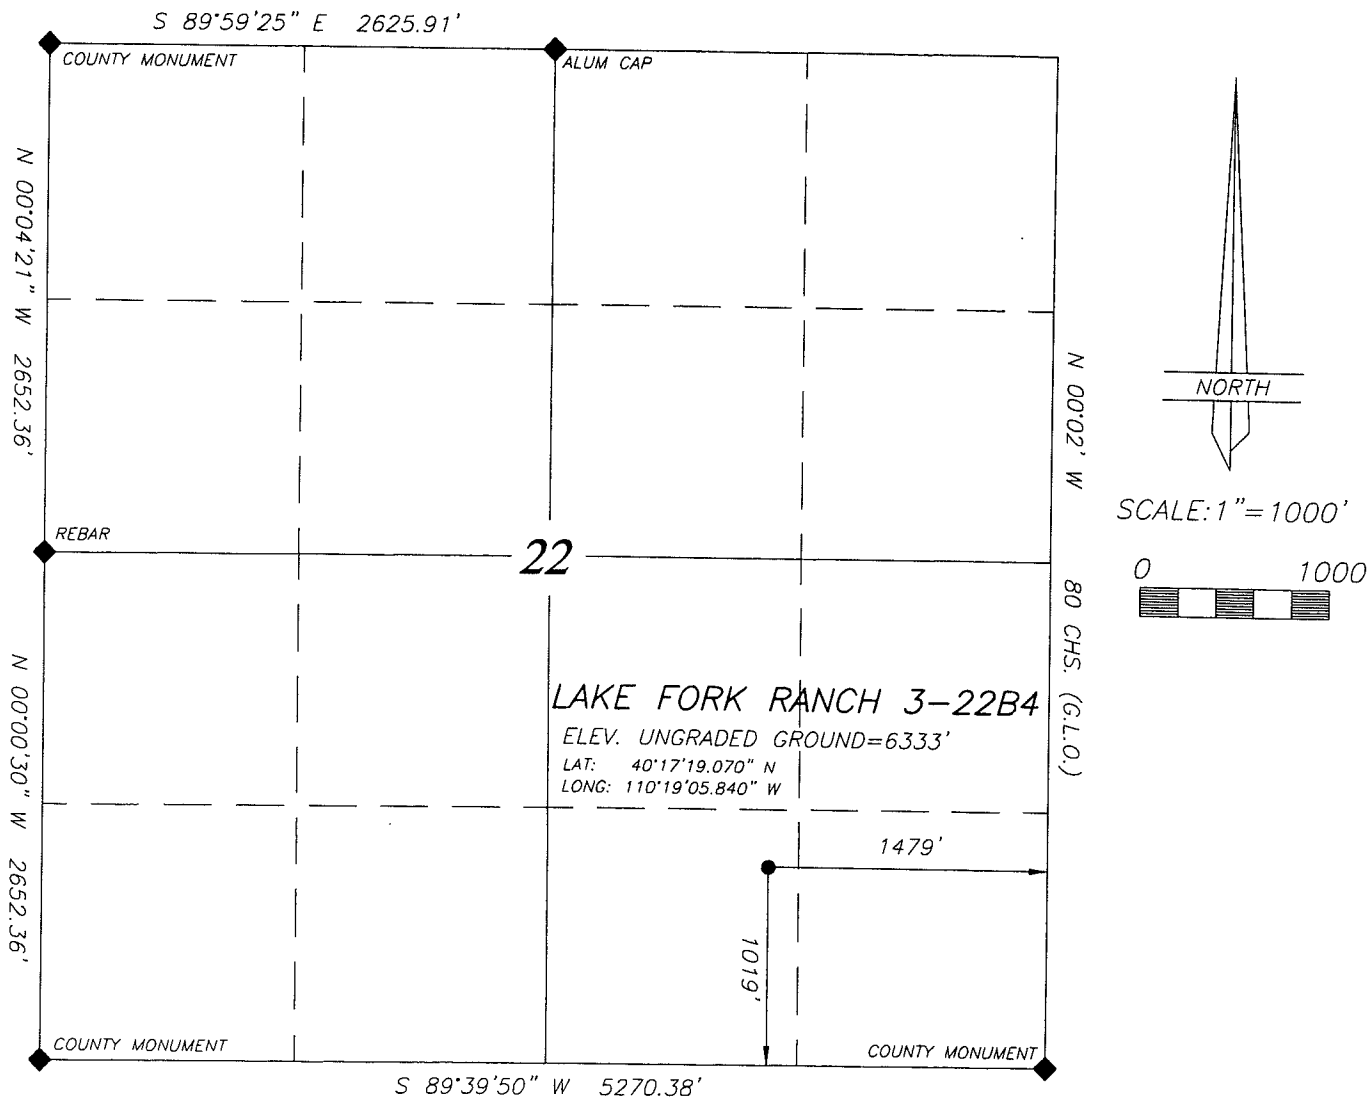 S 89°59'25" E 2625.91'
COUNTY MONUMENT
ALUM CAP
N 00°04'21" W 2652.36'
N 00°02' W 80 CHS. (G.L.O.)
NORTH
SCALE: 1"=1000'
0 1000
REBAR
22
LAKE FORK RANCH 3-22B4
ELEV. UNGRADED GROUND=6333'
LAT: 40°17'19.070" N
LONG: 110°19'05.840" W
N 00°00'30" W 2652.36'
1479'
1019'
COUNTY MONUMENT
COUNTY MONUMENT
S 89°39'50" W 5270.38'